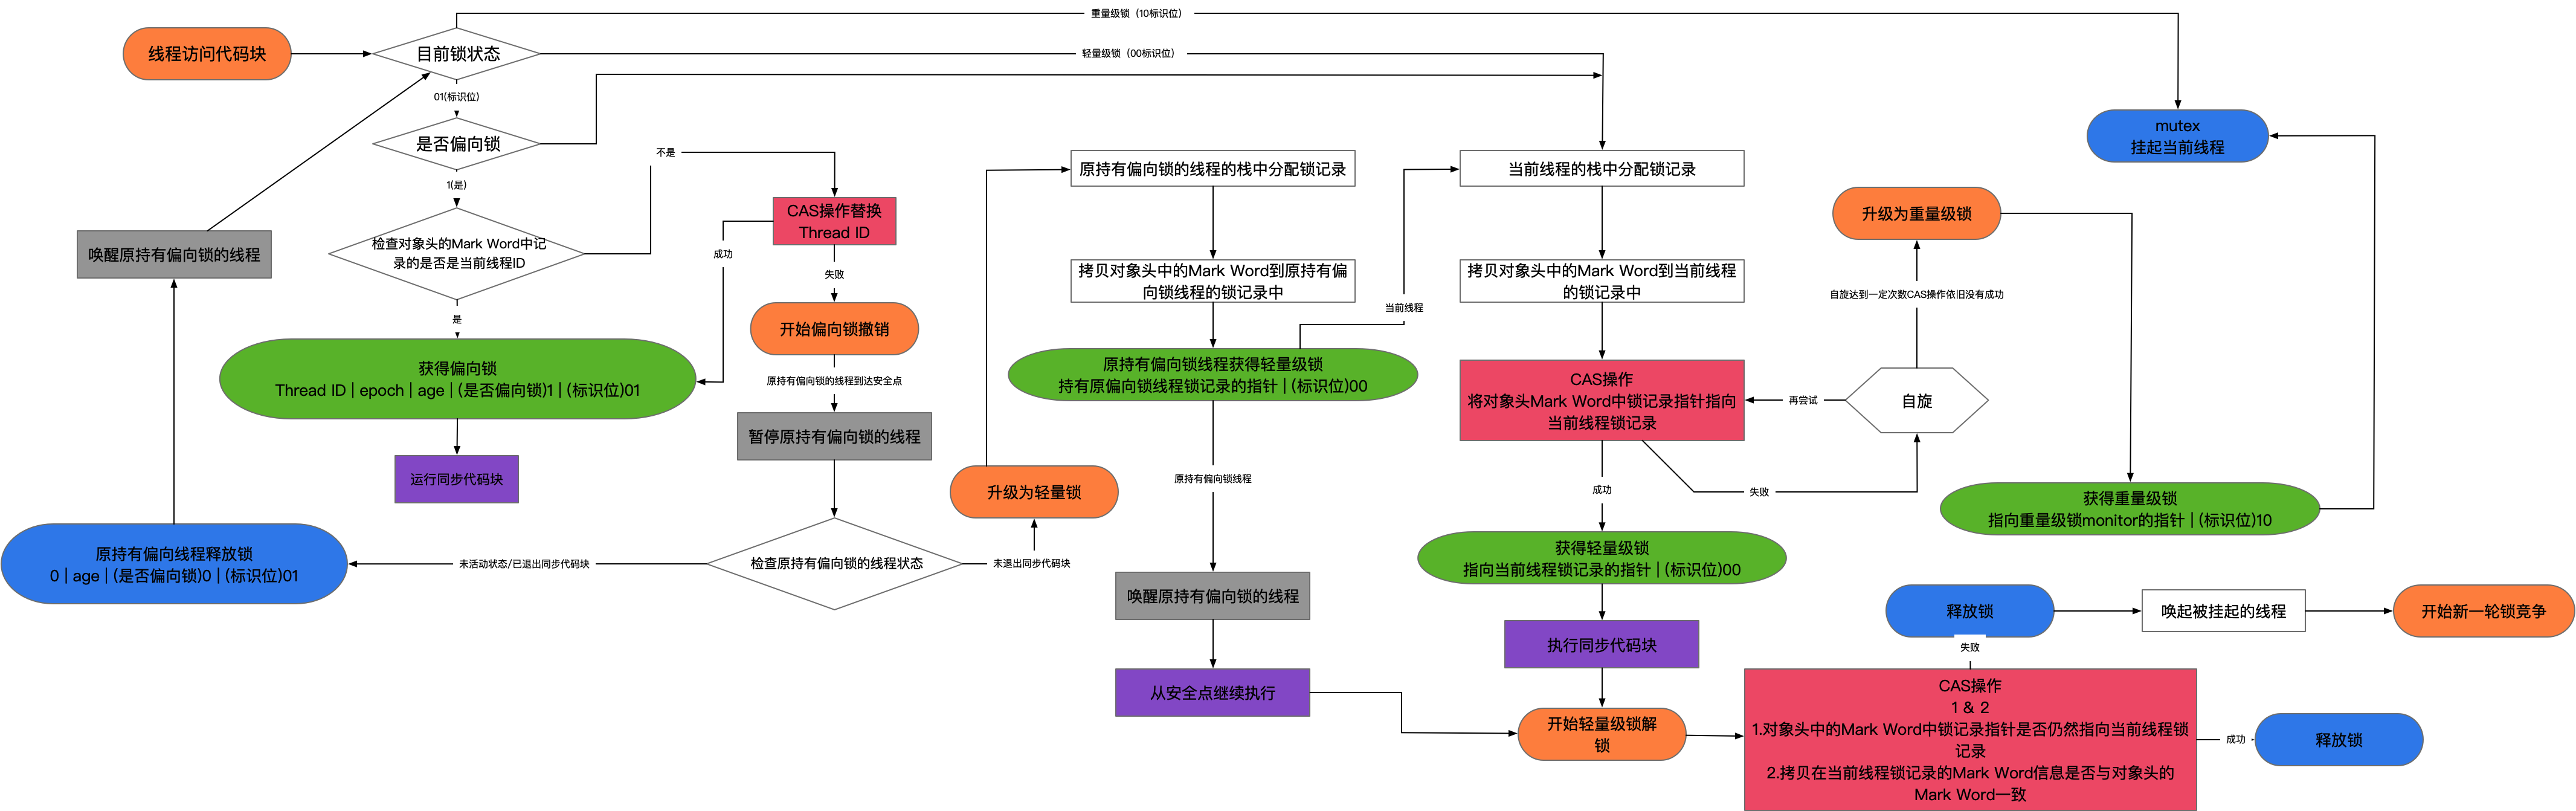 重量级锁（10标识位）
线程访问代码块
目前锁状态
轻量级锁（00标识位）
01(标识位)
是否偏向锁
1(是)
检查对象头的Mark Word中记
录的是否是当前线程ID
不是
CAS操作替换
Thread ID
成功
失败
是
获得偏向锁
Thread ID | epoch | age | (是否偏向锁)1 | (标识位)01
运行同步代码块
开始偏向锁撤销
原持有偏向锁的线程到达安全点
暂停原持有偏向锁的线程
检查原持有偏向锁的线程状态
未活动状态/已退出同步代码块
未退出同步代码块
原持有偏向线程释放锁
0 | age | (是否偏向锁)0 | (标识位)01
唤醒原持有偏向锁的线程
升级为轻量锁
原持有偏向锁的线程的栈中分配锁记录
拷贝对象头中的Mark Word到原持有偏
向锁线程的锁记录中
原持有偏向锁线程获得轻量级锁
持有原偏向锁线程锁记录的指针 | (标识位)00
当前线程
原持有偏向锁线程
唤醒原持有偏向锁的线程
从安全点继续执行
当前线程的栈中分配锁记录
拷贝对象头中的Mark Word到当前线程
的锁记录中
CAS操作
将对象头Mark Word中锁记录指针指向
当前线程锁记录
成功
失败
再尝试
自旋
自旋达到一定次数CAS操作依旧没有成功
升级为重量级锁
获得重量级锁
指向重量级锁monitor的指针 | (标识位)10
mutex
挂起当前线程
获得轻量级锁
指向当前线程锁记录的指针 | (标识位)00
执行同步代码块
开始轻量级锁解
锁
CAS操作
1 & 2
1.对象头中的Mark Word中锁记录指针是否仍然指向当前线程锁
记录
2.拷贝在当前线程锁记录的Mark Word信息是否与对象头的
Mark Word一致
成功
释放锁
失败
释放锁
唤起被挂起的线程
开始新一轮锁竞争